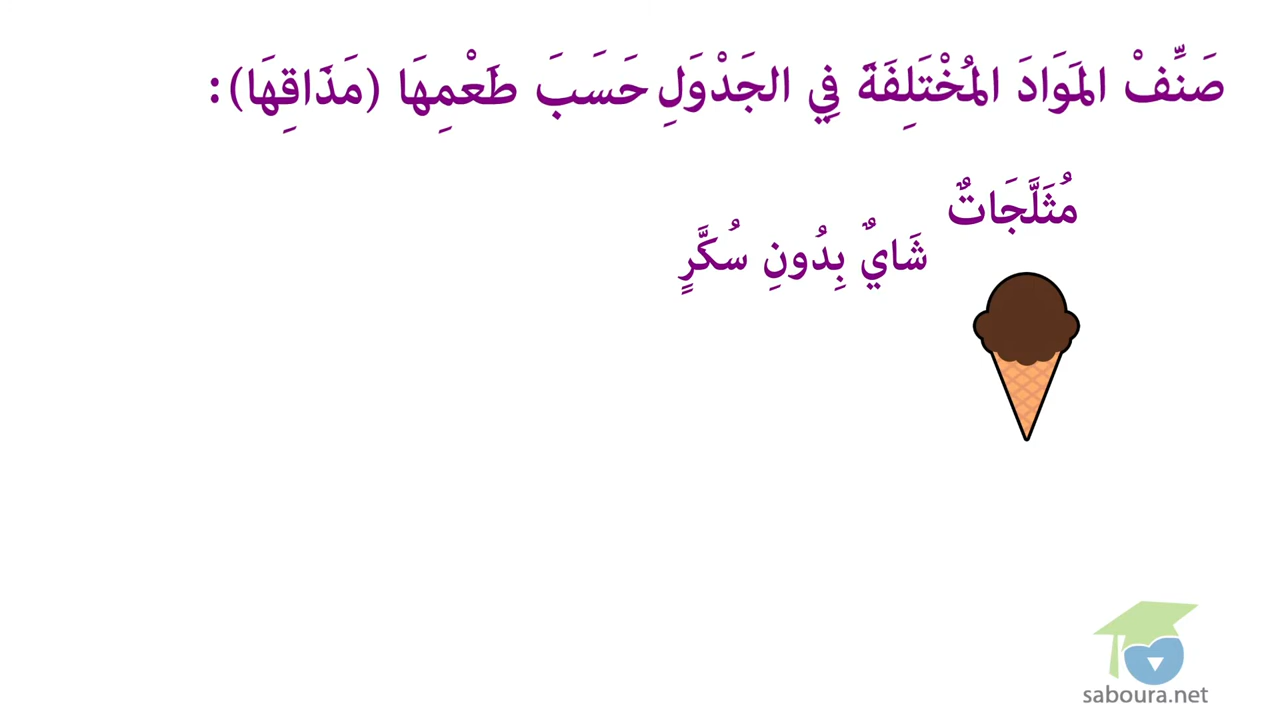 صَنِّفْ المَوَادَ المُخْتَلِفَةَ فِي الجَدْوَلِ حَسَبَ طَعْمِهَا (مَذَاقِهَا):
مُثَلَّجَاتٌ
شَايٌ بِدُونِ سُكَّرٍ
saboura.net